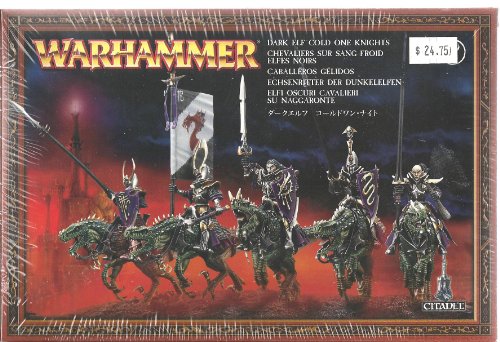 WARHAMMER
DARK ELF COLD ONE KNIGHTS
CHEVALIERS SUR SANG FROID
ELFES NOIRS
CABALLEROS GÉLIDOS
ECHSENRITTER DER DUNKELELFEN
ELFI OSCURI CAVALIERI
SU NAGGARONTE
ダークエルフ コールドワン・ナイト
$ 24.75
CITADEL